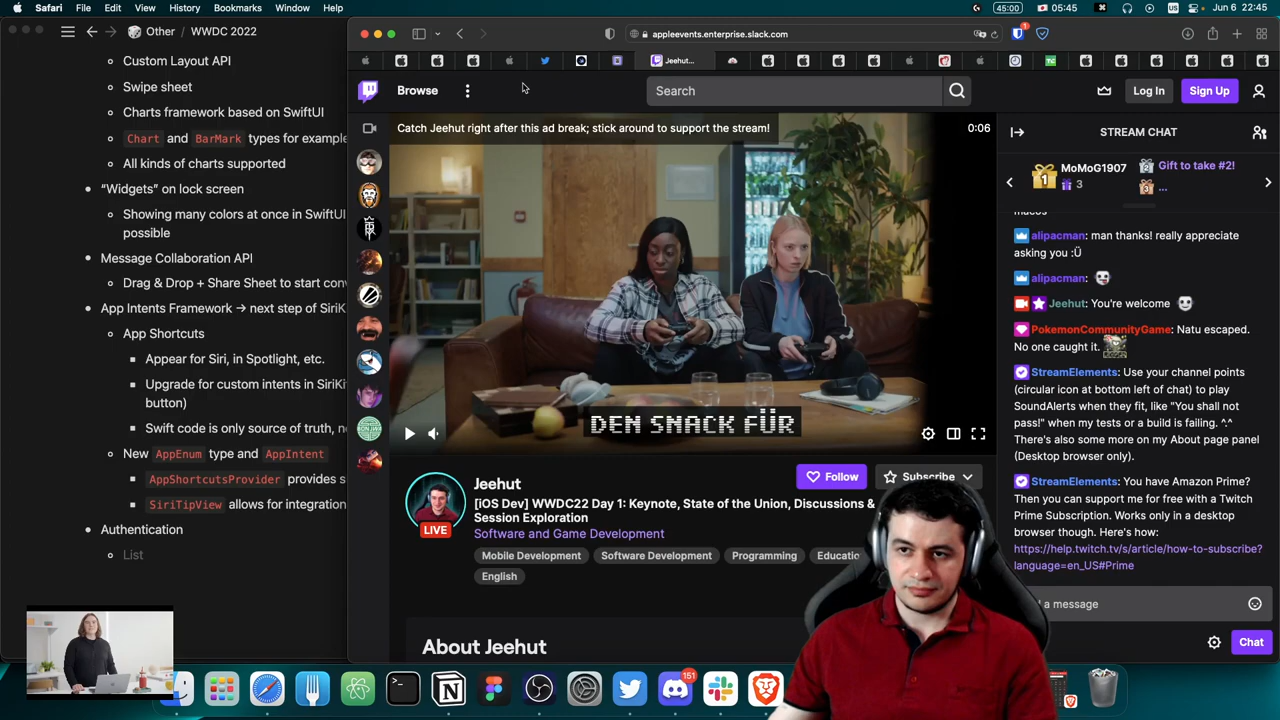 Safari File Edit View History Bookmarks Window Help
45:00
05:45
US
Jun 6 22:45
Other / WWDC 2022
Custom Layout API
Swipe sheet
Charts framework based on SwiftUI
Chart and BarMark types for example
All kinds of charts supported
“Widgets” on lock screen
Showing many colors at once in SwiftUI
possible
Message Collaboration API
Drag & Drop + Share Sheet to start
App Intents Framework → next step of
App Shortcuts
Appear for Siri, in Spotlight, etc.
Upgrade for custom intents in
button)
Swift code is only source of truth,
New AppEnum type and AppIntent
AppShortcutsProvider provides
SiriTipView allows for
Authentication
List
appleevents.enterprise.slack.com
1
Jeehut...
TC
Browse
Search
Log In
Sign Up
Catch Jeehut right after this ad break; stick around to support the stream!
0:06
DEN SNACK FÜR
Jeehut
LIVE
Follow
Subscribe
[iOS Dev] WWDC22 Day 1: Keynote, State of the Union, Discussions &
Session Exploration
Software and Game Development
Mobile Development
Software Development
Programming
English
About Jeehut
STREAM CHAT
1
MoMoG1907
3
Gift to take #2!
...
alipacman: man thanks! really appreciate
asking you :Ü
alipacman:
Jeehut: You're welcome
PokemonCommunityGame: Natu escaped.
No one caught it.
StreamElements: Use your channel points
(circular icon at bottom left of chat) to play
SoundAlerts when they fit, like "You shall not
pass" when my tests or a build is failing. ^^
There's also some more on my About page panel
(Desktop browser only).
StreamElements: You have Amazon Prime?
Then you can support me for free with a Twitch
Prime Subscription. Works only in a desktop
browser though. Here's how:
https://help.twitch.tv/s/article/how-to-subscribe?
language=en_US#Prime
a message
Chat
151